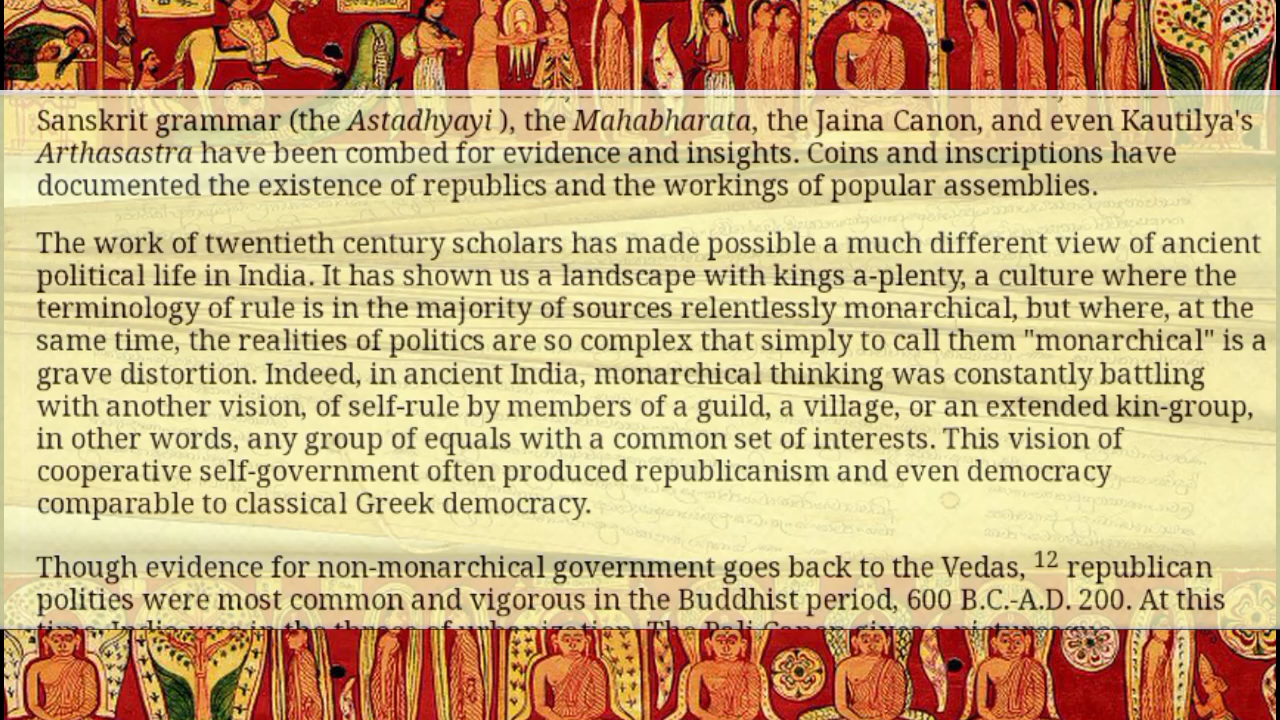 Sanskrit grammar (the Astadhyayi ), the Mahabharata, the Jaina Canon, and even Kautilya's
Arthasastra have been combed for evidence and insights. Coins and inscriptions have
documented the existence of republics and the workings of popular assemblies.
The work of twentieth century scholars has made possible a much different view of ancient
political life in India. It has shown us a landscape with kings a-plenty, a culture where the
terminology of rule is in the majority of sources relentlessly monarchical, but where, at the
same time, the realities of politics are so complex that simply to call them "monarchical" is a
grave distortion. Indeed, in ancient India, monarchical thinking was constantly battling
with another vision, of self-rule by members of a guild, a village, or an extended kin-group,
in other words, any group of equals with a common set of interests. This vision of
cooperative self-government often produced republicanism and even democracy
comparable to classical Greek democracy.
Though evidence for non-monarchical government goes back to the Vedas, 12 republican
polities were most common and vigorous in the Buddhist period, 600 B.C.-A.D. 200. At this